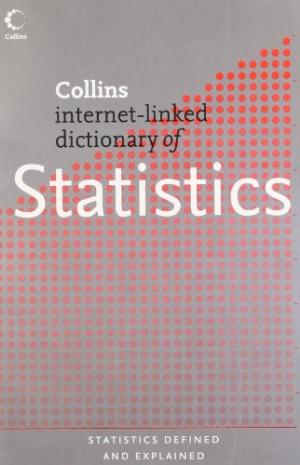 Collins
Collins
internet-linked
dictionary of
Statistics
STATISTICS DEFINED
AND EXPLAINED